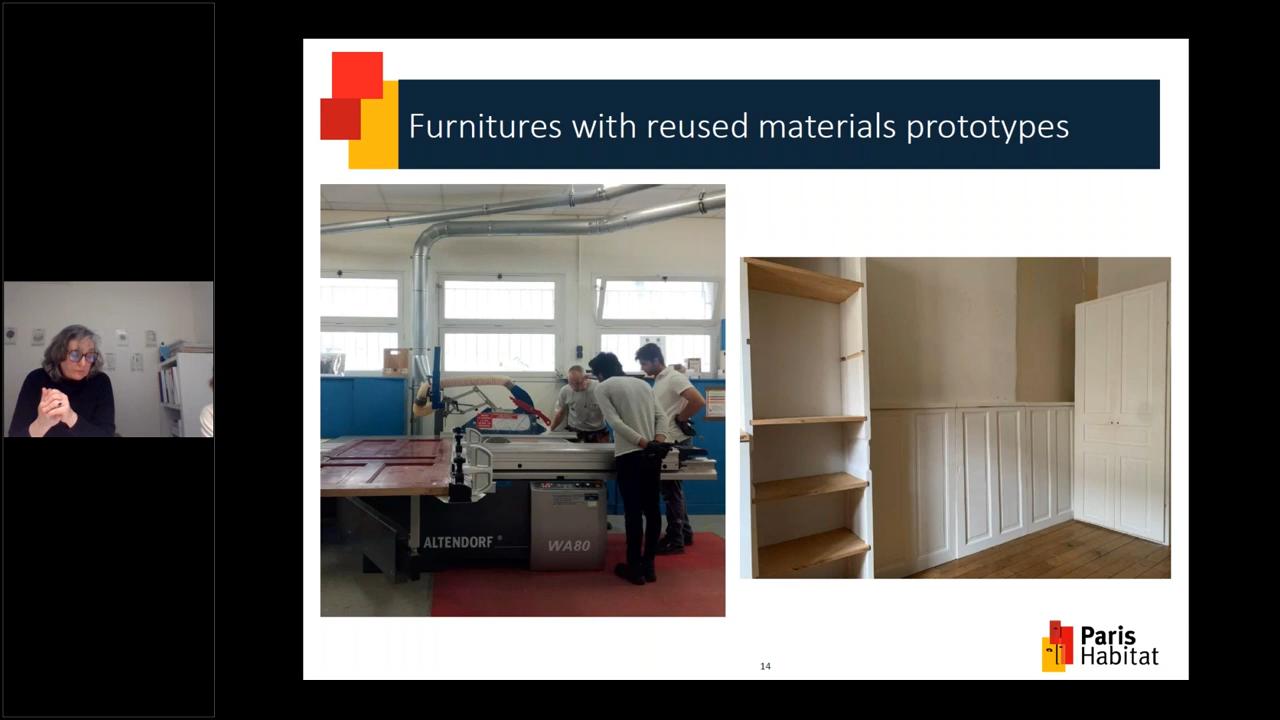 Furnitures with reused materials prototypes
ALTENDORF®
WA80
14
Paris
Habitat